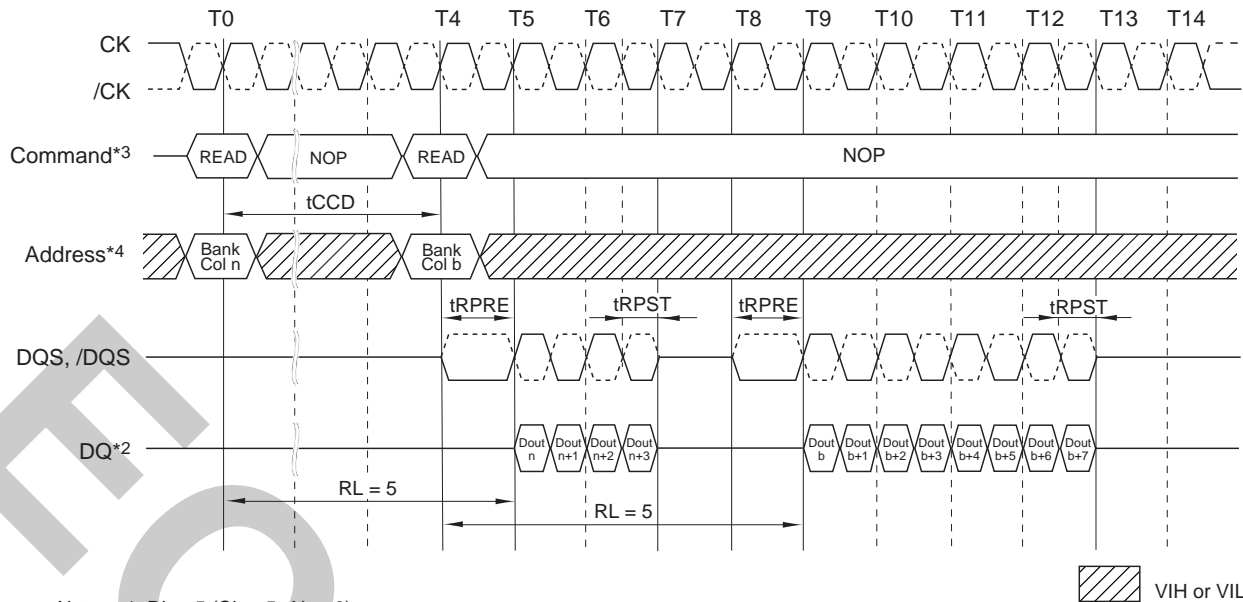 T0 T4 T5 T6 T7 T8 T9 T10 T11 T12 T13 T14
CK
/CK
Command*3 READ NOP READ NOP
tCCD
Address*4 Bank Col n Bank Col b
tRPRE tRPST tRPRE tRPST
DQS, /DQS
DQ*2 Dout n Dout n+1 Dout n+2 Dout n+3 Dout b Dout b+1 Dout b+2 Dout b+3 Dout b+4 Dout b+5 Dout b+6 Dout b+7
RL = 5
RL = 5
VIH or VIL